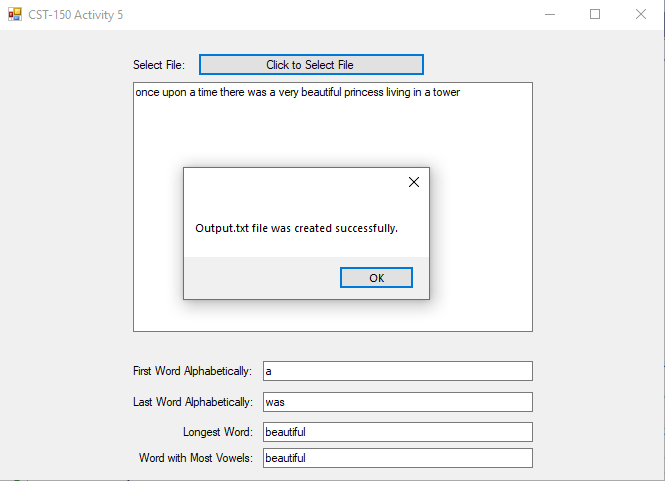 CST-150 Activity 5
Select File: Click to Select File
once upon a time there was a very beautiful princess living in a tower
Output.txt file was created successfully.
OK
First Word Alphabetically: a
Last Word Alphabetically: was
Longest Word: beautiful
Word with Most Vowels: beautiful